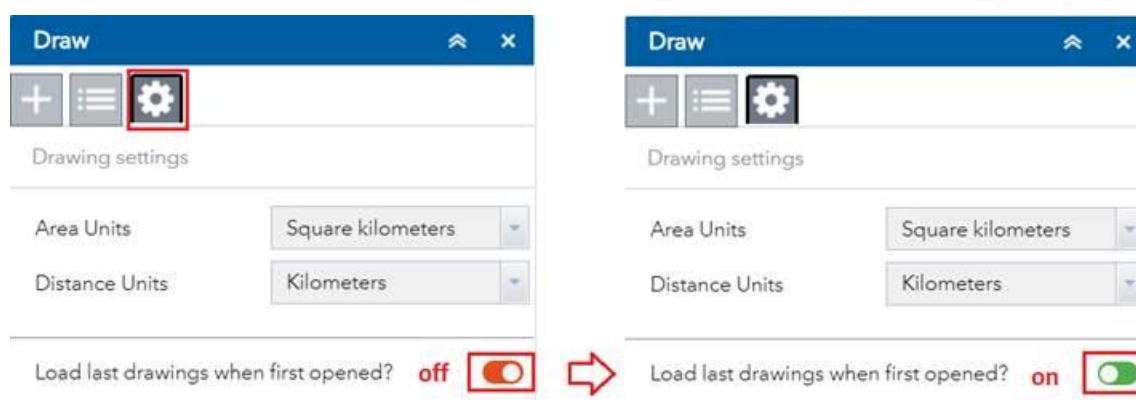 Draw
Drawing settings
Area Units Square kilometers
Distance Units Kilometers
Load last drawings when first opened? off
Draw
Drawing settings
Area Units Square kilometers
Distance Units Kilometers
Load last drawings when first opened? on